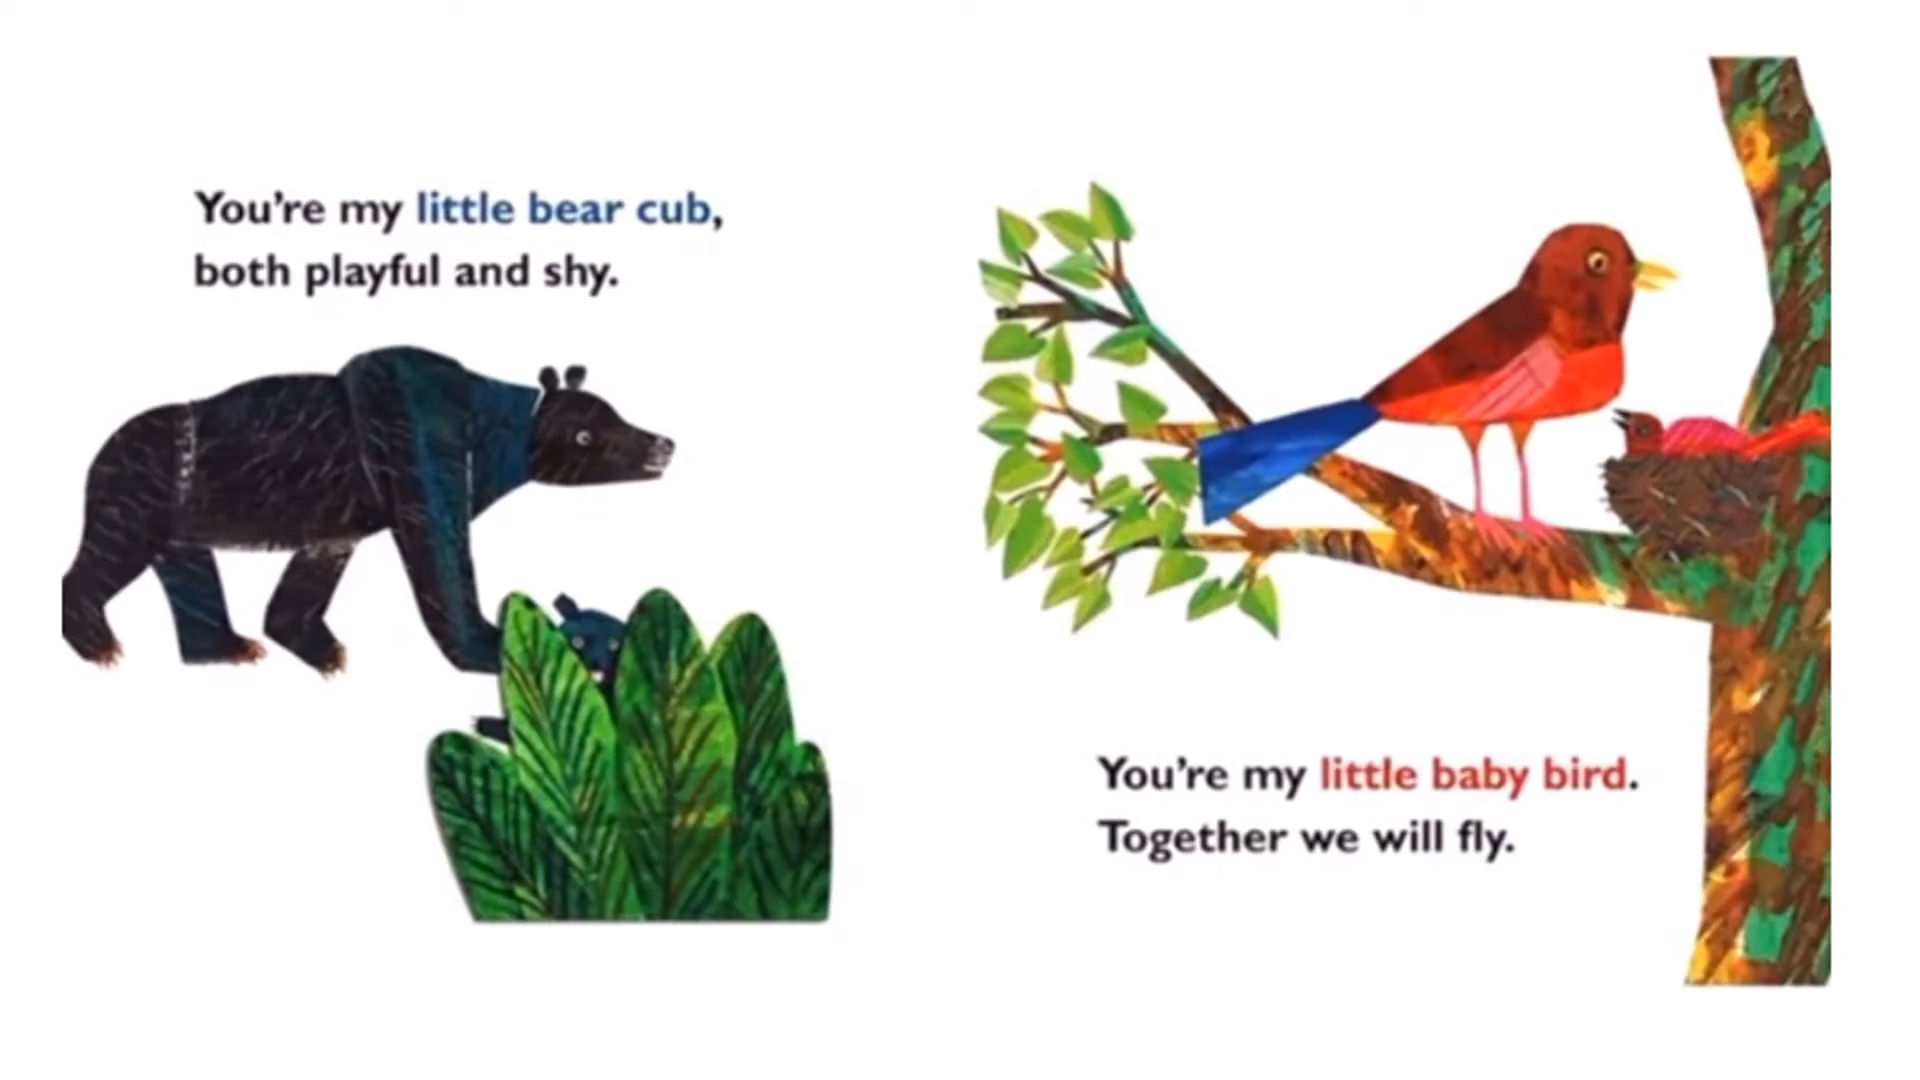 You're my little bear cub,
both playful and shy.
You're my little baby bird.
Together we will fly.